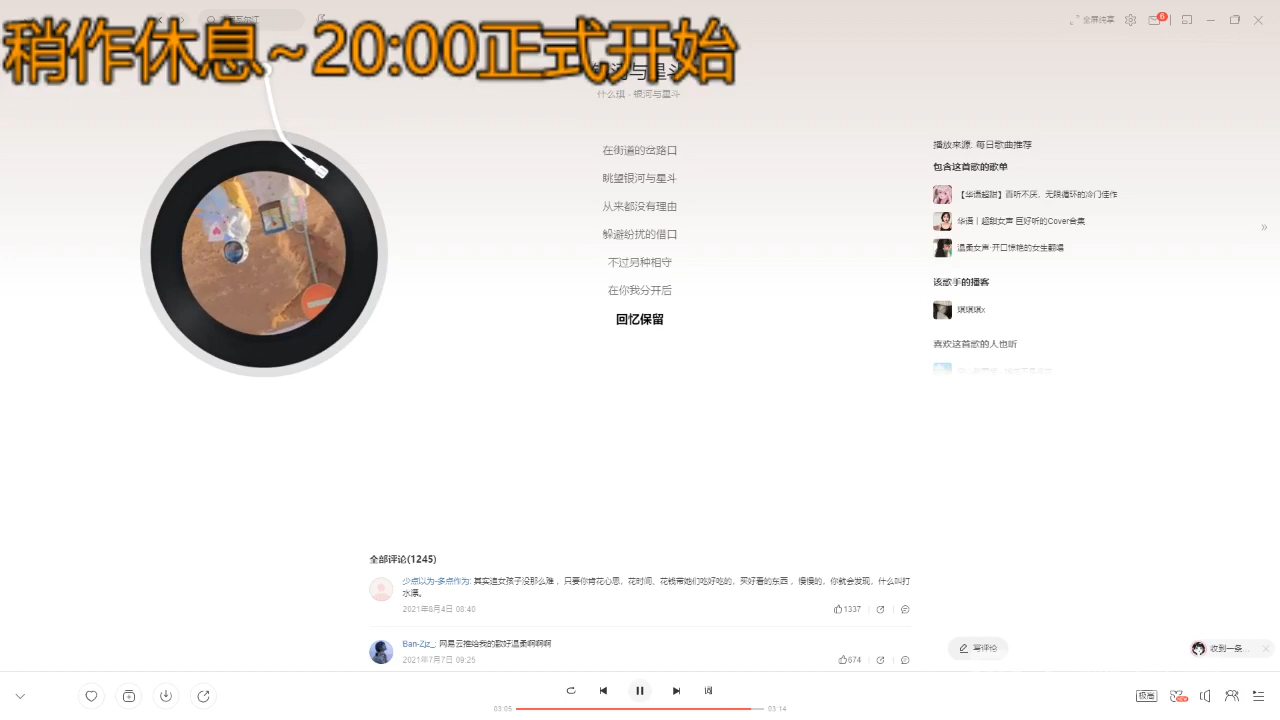 全屏纯享
6
稍作休息~20:00正式开始
什么琪 - 银河与星斗
在街道的岔路口
眺望银河与星斗
从来都没有理由
躲避纷扰的借口
不过另种相守
在你我分开后
回忆保留
播放来源: 每日歌曲推荐
包含这首歌的歌单
【华语超甜】百听不厌，无限循环的冷门佳作
华语丨超甜女声 巨好听的Cover合集
温柔女声·开口惊艳的女生翻唱
该歌手的播客
琪琪琪x
喜欢这首歌的人也听
全部评论(1245)
少点以为-多点作为: 其实追女孩子没那么难 ，只要你肯花心思，花时间、花钱带她们吃好吃的、买好看的东西 ，慢慢的，你就会发现，什么叫打
水漂。
2021年8月4日 08:40
1337
Ban-Zjz_: 网易云推给我的歌好温柔啊啊啊
2021年7月7日 09:25
674
写评论
收到一条...
极高
词
03:05
03:14